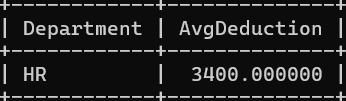 Department | AvgDeduction
HR | 3400.000000